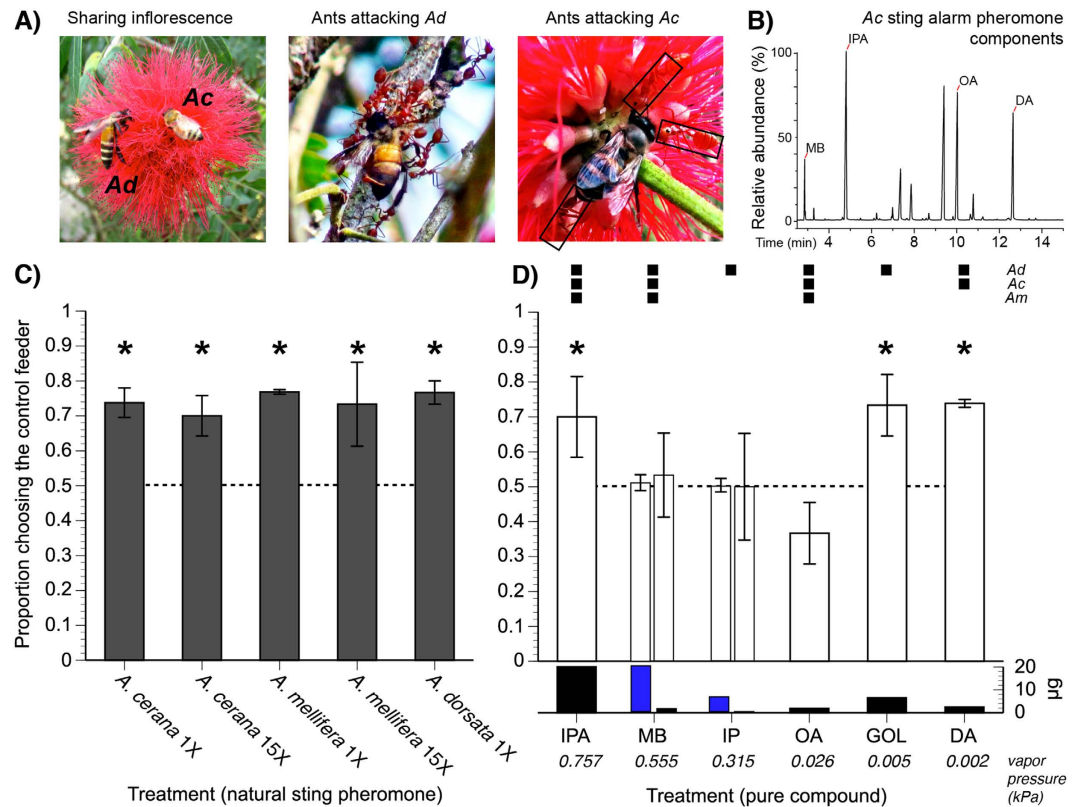 A)
Sharing inflorescence
Ants attacking Ad
Ants attacking Ac
Ac
Ad
B)
Ac sting alarm pheromone
components
Relative abundance (%)
100
50
0
IPA
OA
DA
MB
Time (min)
4
6
8
10
12
14
C)
Proportion choosing the control feeder
1
0.9
0.8
0.7
0.6
0.5
0.4
0.3
0.2
0.1
0
* * * * *
A. cerana 1X
A. cerana 15X
A. mellifera 1X
A. mellifera 15X
A. dorsata 1X
Treatment (natural sting pheromone)
D)
Ad
Ac
Am
1
0.9
0.8
0.7
0.6
0.5
0.4
0.3
0.2
0.1
0
* * *
20
10
0
µg
IPA MB IP OA GOL DA
0.757 0.555 0.315 0.026 0.005 0.002
vapor
pressure
(kPa)
Treatment (pure compound)